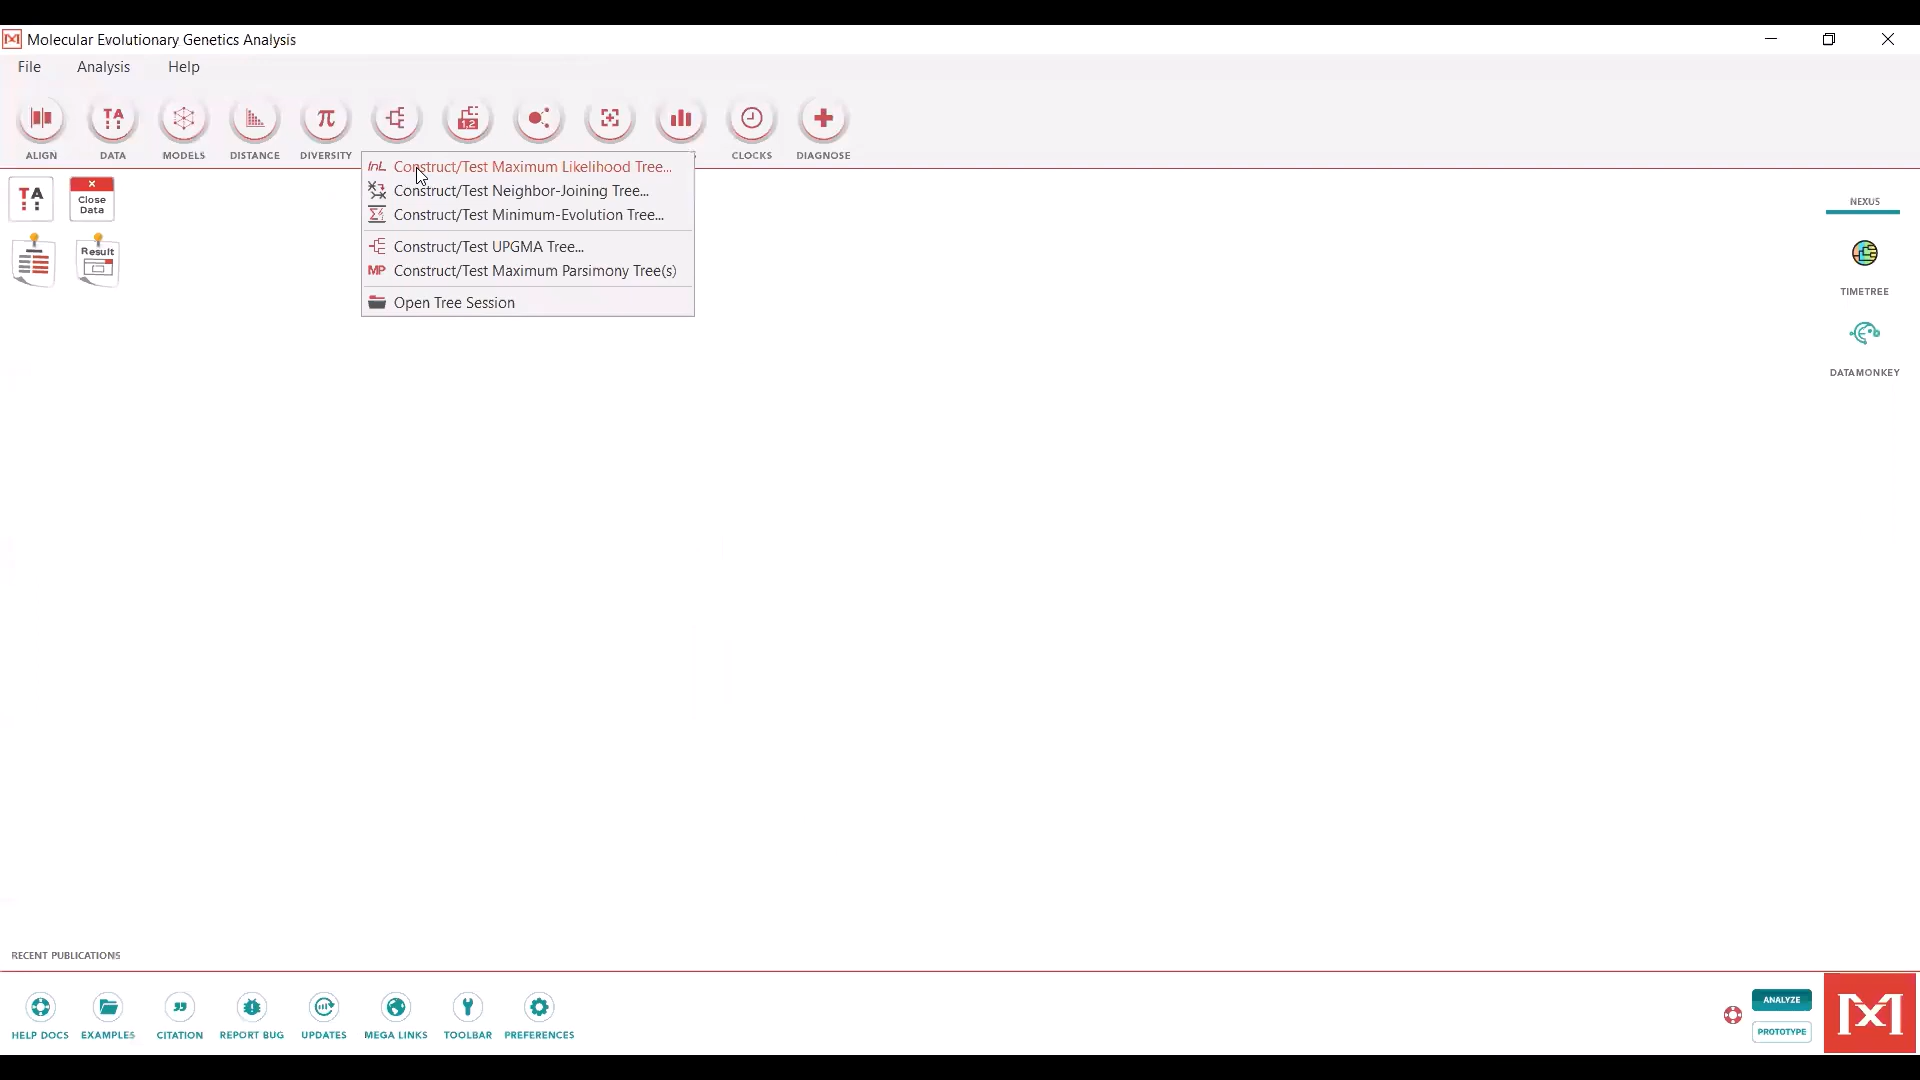 Molecular Evolutionary Genetics Analysis
File Analysis Help
TA
π
1,2
ALIGN DATA MODELS DISTANCE DIVERSITY CLOCKS DIAGNOSE
lnL Construct/Test Maximum Likelihood Tree...
Construct/Test Neighbor-Joining Tree...
Construct/Test Minimum-Evolution Tree...
Construct/Test UPGMA Tree...
MP Construct/Test Maximum Parsimony Tree(s)
Open Tree Session
TA
Close
Data
Result
NEXUS
TIMETREE
DATAMONKEY
RECENT PUBLICATIONS
HELP DOCS EXAMPLES CITATION REPORT BUG UPDATES MEGA LINKS TOOLBAR PREFERENCES
ANALYZE
PROTOTYPE
M